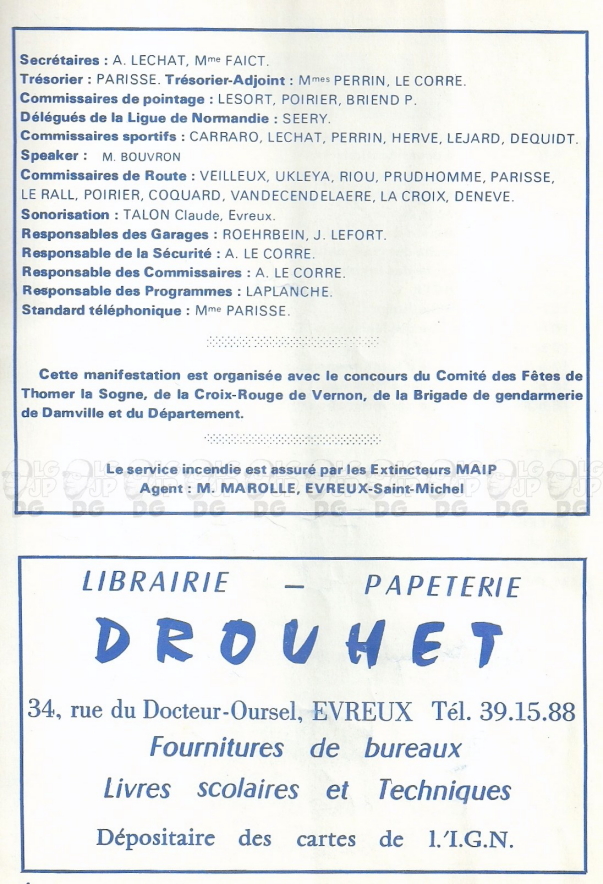 Secrétaires : A. LECHAT, Mme FAICT.
Trésorier : PARISSE. Trésorier-Adjoint : Mmes PERRIN, LE CORRE.
Commissaires de pointage : LESORT, POIRIER, BRIEND P.
Délégués de la Ligue de Normandie : SEERY.
Commissaires sportifs : CARRARO, LECHAT, PERRIN, HERVE, LEJARD, DEQUIDT.
Speaker : M. BOUVRON
Commissaires de Route : VEILLEUX, UKLEYA, RIOU, PRUDHOMME, PARISSE,
LE RALL, POIRIER, COQUARD, VANDECENDELAERE, LA CROIX, DENEVE.
Sonorisation : TALON Claude, Evreux.
Responsables des Garages : ROEHRBEIN, J. LEFORT.
Responsable de la Sécurité : A. LE CORRE.
Responsable des Commissaires : A. LE CORRE.
Responsable des Programmes : LAPLANCHE.
Standard téléphonique : Mme PARISSE.
Cette manifestation est organisée avec le concours du Comité des Fêtes de
Thomer la Sogne, de la Croix-Rouge de Vernon, de la Brigade de gendarmerie
de Damville et du Département.
Le service incendie est assuré par les Extincteurs MAIP
Agent : M. MAROLLE, EVREUX-Saint-Michel
LIBRAIRIE — PAPETERIE
DROUHET
34, rue du Docteur-Oursel, EVREUX Tél. 39.15.88
Fournitures de bureaux
Livres scolaires et Techniques
Dépositaire des cartes de l.'I.G.N.